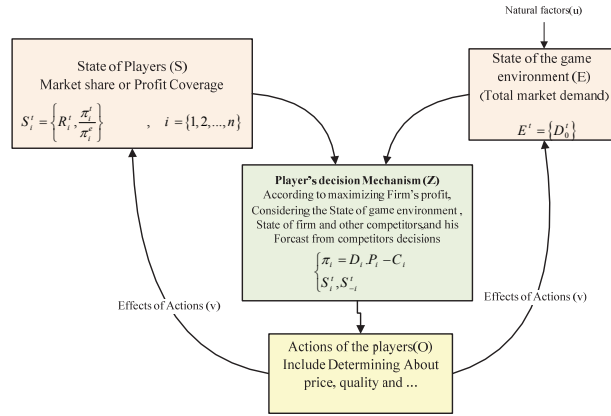 Natural factors(u)
State of Players (S)
Market share or Profit Coverage
S_i^t = { R_i^t , π_i^t / π_i^e } , i = {1,2,...,n}
State of the game
environment (E)
(Total market demand)
E^t = {D_0^t}
Player's decision Mechanism (Z)
According to maximizing Firm's profit,
Considering the State of game environment ,
State of firm and other competitors,and his
Forcast from competitors decisions
{ π_i = D_i .P_i − C_i
S_i^t , S_{-i}^t
Effects of Actions (v)
Effects of Actions (v)
Actions of the players(O)
Include Determining About
price, quality and ...